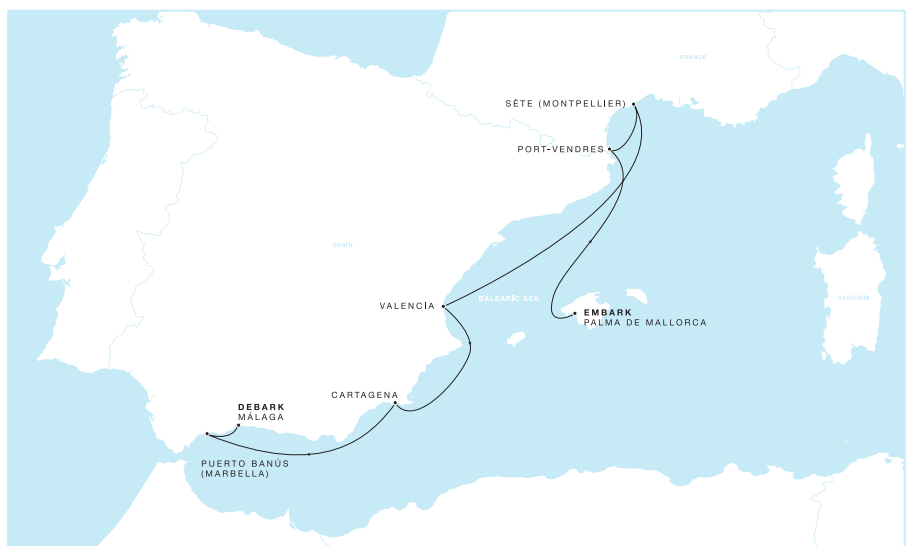 FRANCE
SÈTE (MONTPELLIER)
PORT-VENDRES
SPAIN
BALEARIC SEA
SARDINIA
VALENCIA
EMBARK
PALMA DE MALLORCA
CARTAGENA
DEBARK
MÁLAGA
PUERTO BANÚS
(MARBELLA)